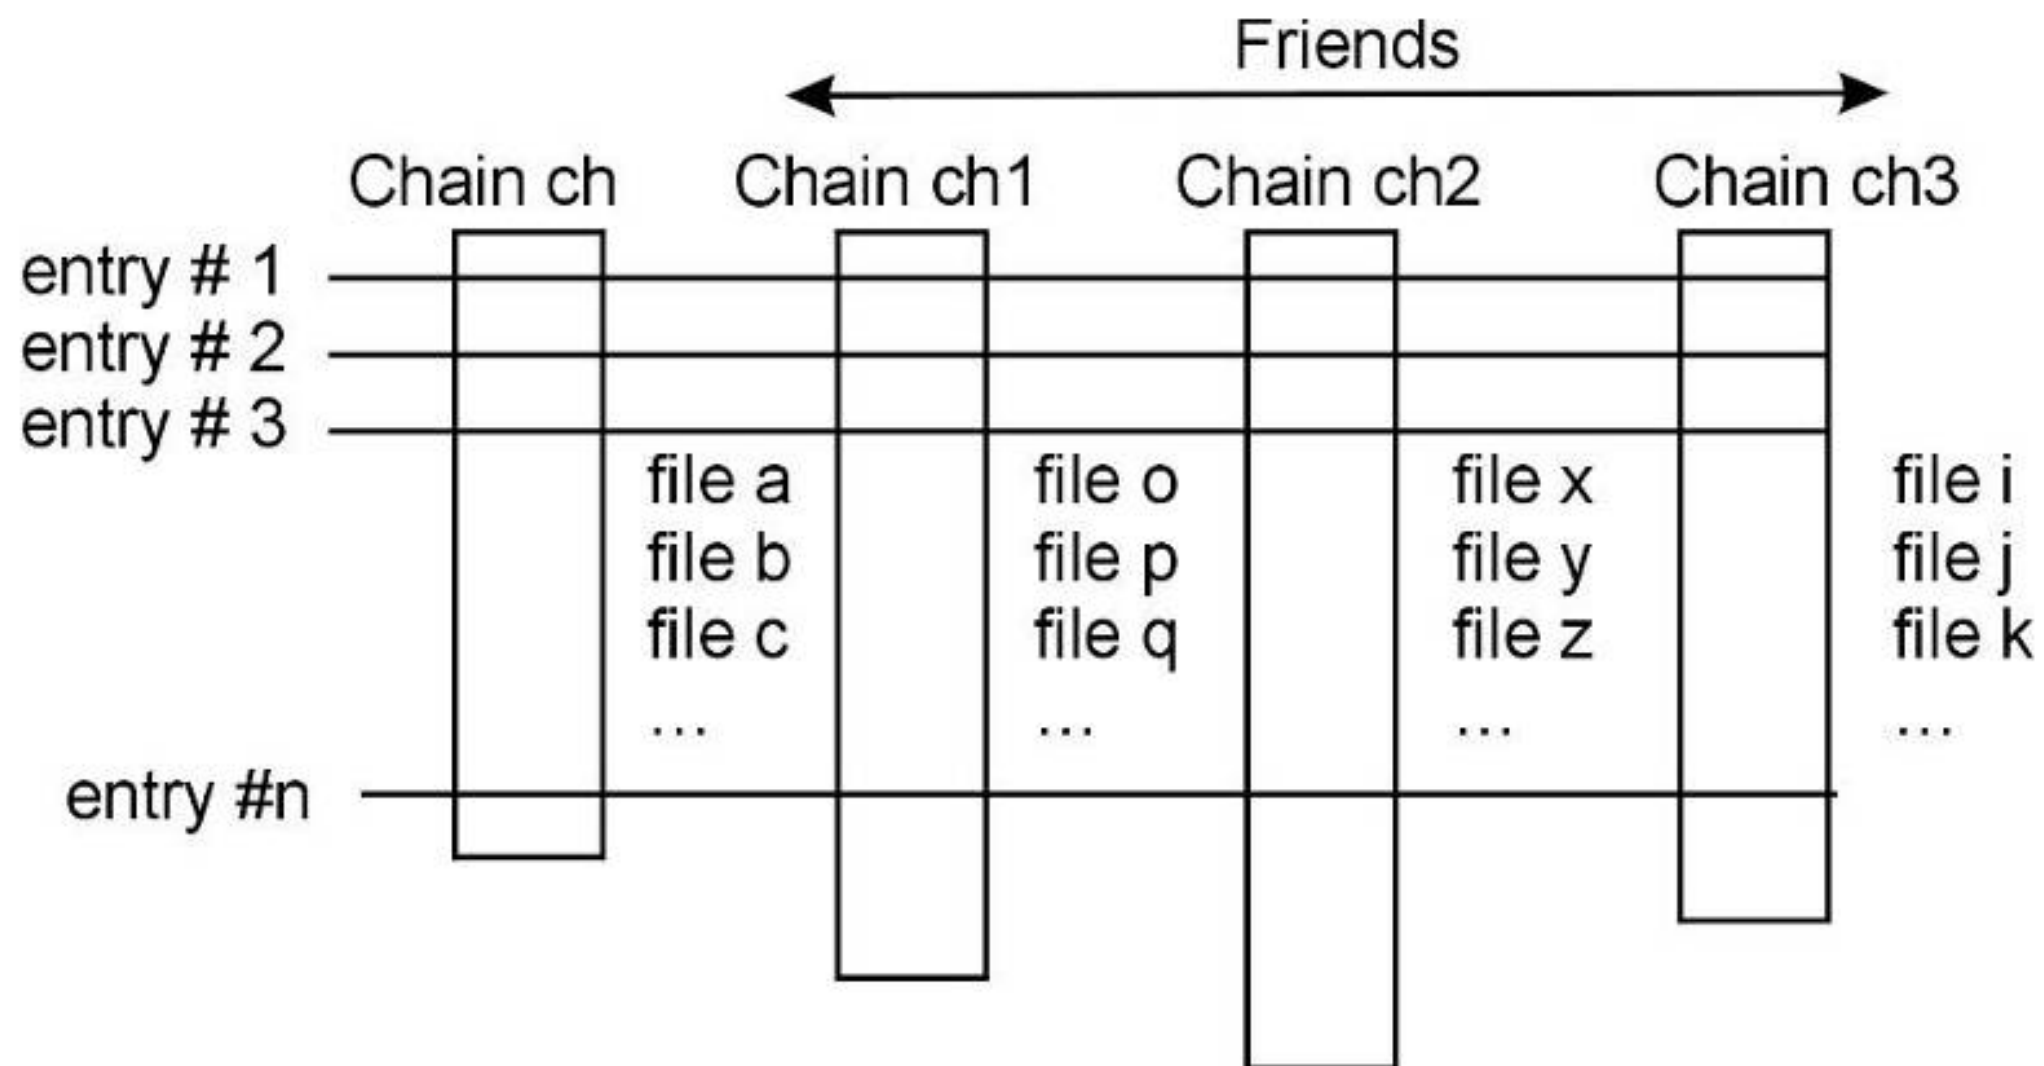 Friends
Chain ch Chain ch1 Chain ch2 Chain ch3
entry # 1
entry # 2
entry # 3
file a file o file x file i
file b file p file y file j
file c file q file z file k
... ... ... ...
entry #n